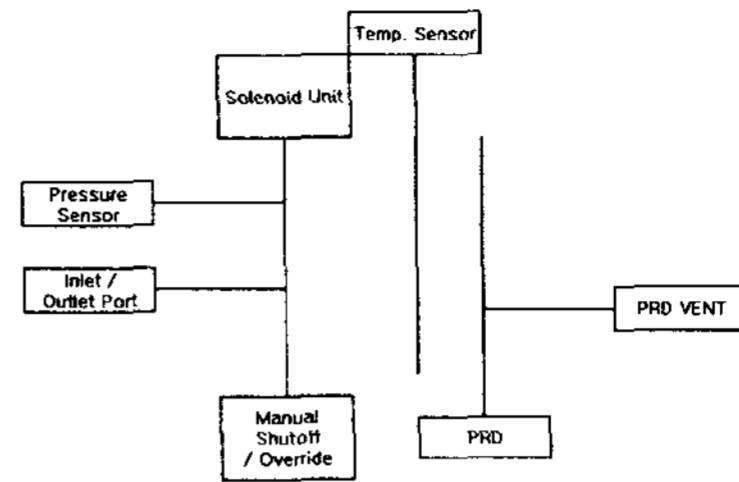 Temp. Sensor
Solenoid Unit
Pressure
Sensor
Inlet /
Outlet Port
PRD VENT
Manual
Shutoff
/ Override
PRD